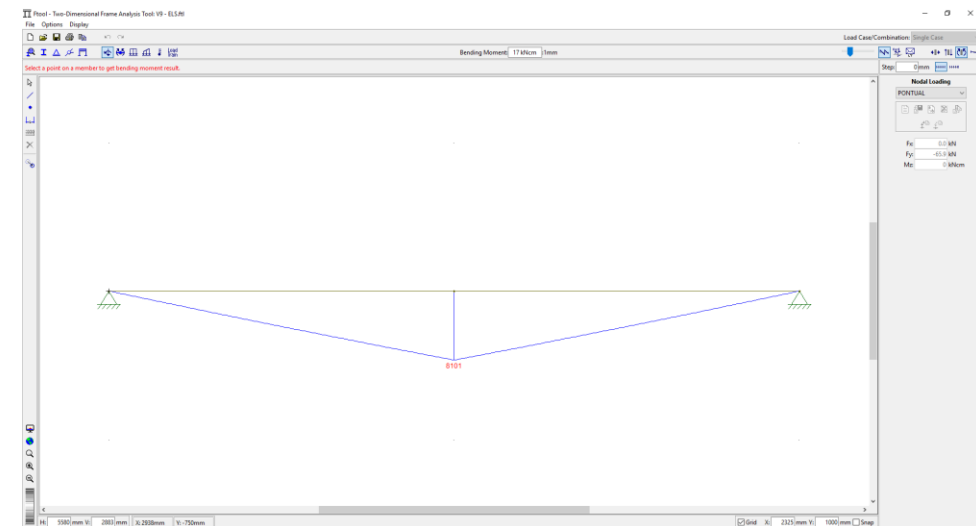 Ftool - Two-Dimensional Frame Analysis Tool: V9 - ELS.ftl
File Options Display
Load Case/Combination: Single Case
Load Train
Bending Moment: 17 kNcm 1mm
Select a point on a member to get bending moment result.
Step: 0 mm
Nodal Loading
PONTUAL
Fx: 0.0 kN
Fy: -65.9 kN
Mz: 0 kNcm
8101
H: 5580 mm V: 2883 mm X: 2938mm Y: -750mm
Grid X: 2325 mm Y: 1000 mm Snap